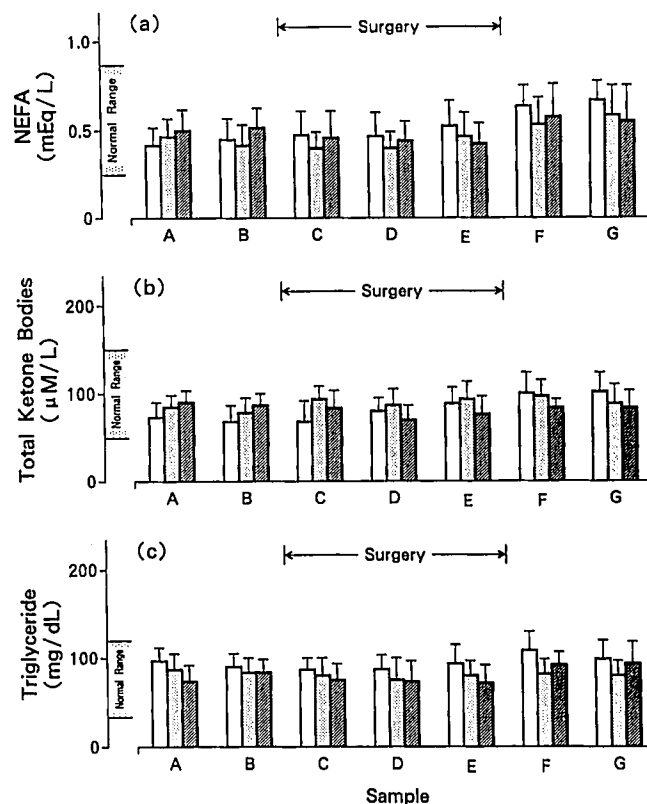 (a)
Surgery
NEFA
(mEq/L)
1.0
0.5
0
Normal Range
A B C D E F G
(b)
Surgery
Total Ketone Bodies
(μM/L)
200
100
0
Normal Range
A B C D E F G
(c)
Surgery
Triglyceride
(mg/dL)
200
100
0
Normal Range
A B C D E F G
Sample